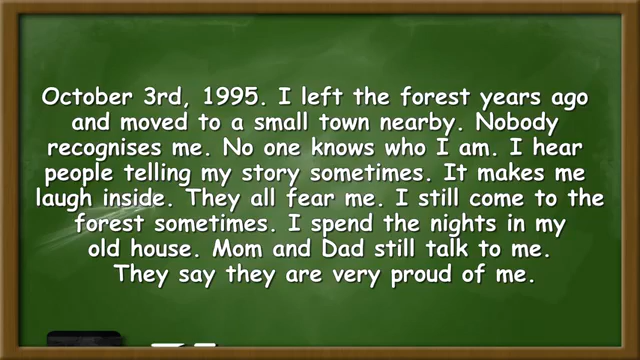 October 3rd, 1995. I left the forest years ago
and moved to a small town nearby. Nobody
recognises me. No one knows who I am. I hear
people telling my story sometimes. It makes me
laugh inside. They all fear me. I still come to the
forest sometimes. I spend the nights in my
old house. Mom and Dad still talk to me.
They say they are very proud of me.